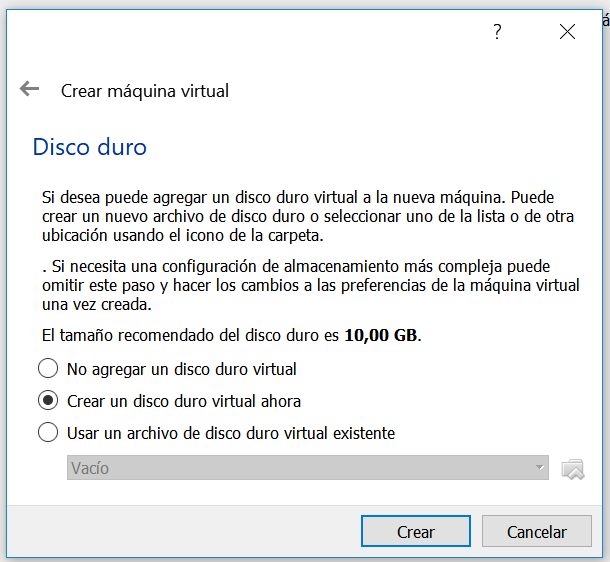 ?
á
Crear máquina virtual
Disco duro
Si desea puede agregar un disco duro virtual a la nueva máquina. Puede
crear un nuevo archivo de disco duro o seleccionar uno de la lista o de otra
ubicación usando el icono de la carpeta.
. Si necesita una configuración de almacenamiento más compleja puede
omitir este paso y hacer los cambios a las preferencias de la máquina virtual
una vez creada.
El tamaño recomendado del disco duro es 10,00 GB.
No agregar un disco duro virtual
Crear un disco duro virtual ahora
Usar un archivo de disco duro virtual existente
Vacío
Crear
Cancelar